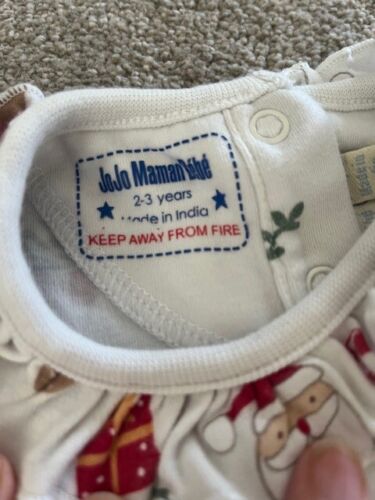 JoJo Maman Bébé
2-3 years
Made in India
KEEP AWAY FROM FIRE